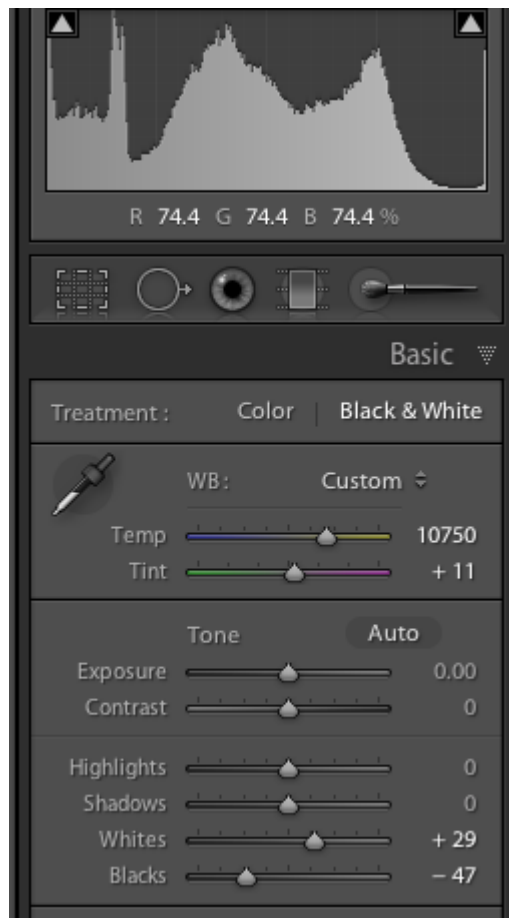 R 74.4 G 74.4 B 74.4 %
Basic
Treatment : Color | Black & White
WB : Custom
Temp 10750
Tint + 11
Tone Auto
Exposure 0.00
Contrast 0
Highlights 0
Shadows 0
Whites + 29
Blacks – 47